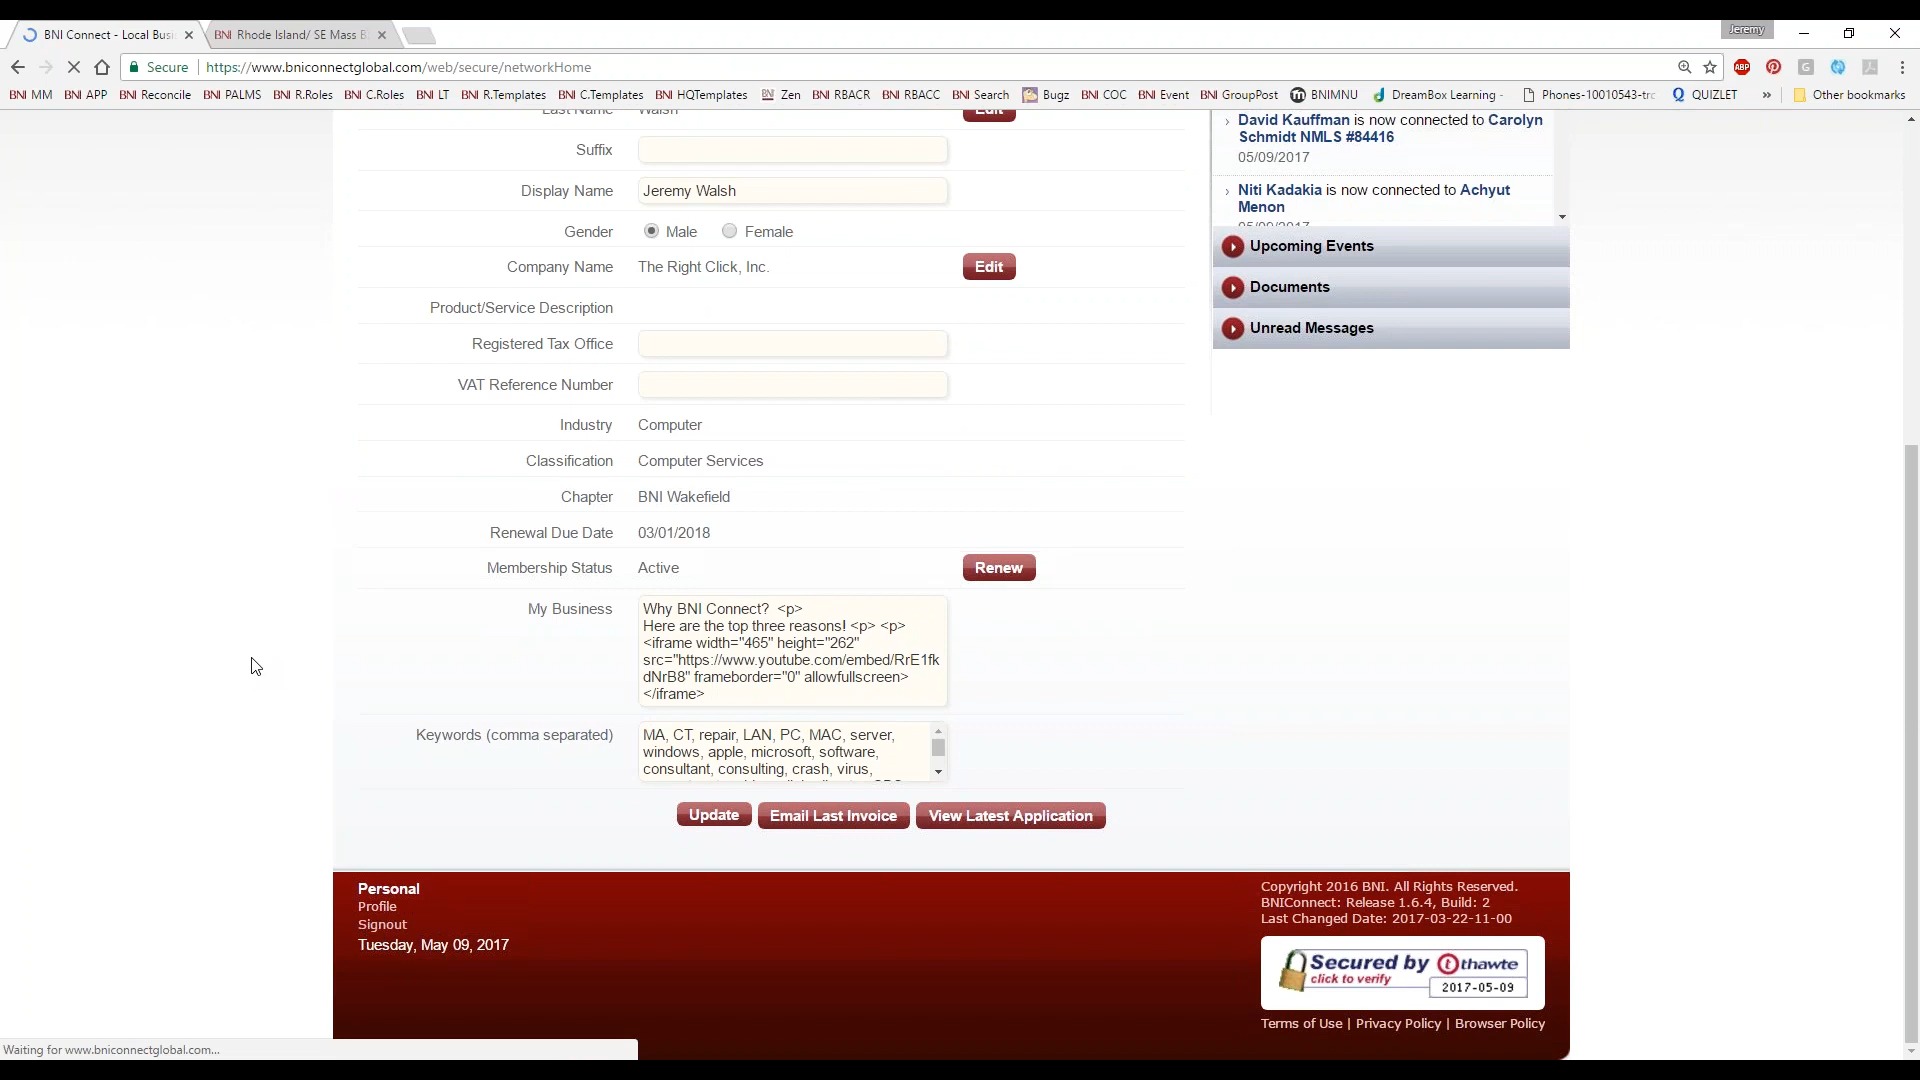 BNI Connect - Local Busi
BNI Rhode Island/ SE Mass B
Jeremy
Secure
https://www.bniconnectglobal.com/web/secure/networkHome
ABP
BNI MM
BNI APP
BNI Reconcile
BNI PALMS
BNI R.Roles
BNI C.Roles
BNI LT
BNI R.Templates
BNI C.Templates
BNI HQTemplates
BNI Zen
BNI RBACR
BNI RBACC
BNI Search
Bugz
BNI COC
BNI Event
BNI GroupPost
BNIMNU
DreamBox Learning -
Phones-10010543-trc
QUIZLET
»
Other bookmarks
Last Name Walsh Edit
Suffix
Display Name Jeremy Walsh
Gender Male Female
Company Name The Right Click, Inc. Edit
Product/Service Description
Registered Tax Office
VAT Reference Number
Industry Computer
Classification Computer Services
Chapter BNI Wakefield
Renewal Due Date 03/01/2018
Membership Status Active Renew
My Business
Why BNI Connect?  <p>
Here are the top three reasons! <p> <p>
<iframe width="465" height="262"
src="https://www.youtube.com/embed/RrE1fk
dNrB8" frameborder="0" allowfullscreen>
</iframe>
Keywords (comma separated)
MA, CT, repair, LAN, PC, MAC, server,
windows, apple, microsoft, software,
consultant, consulting, crash, virus,
Update Email Last Invoice View Latest Application
David Kauffman is now connected to Carolyn
Schmidt NMLS #84416
05/09/2017
Niti Kadakia is now connected to Achyut
Menon
05/09/2017
Upcoming Events
Documents
Unread Messages
Personal
Profile
Signout
Tuesday, May 09, 2017
Copyright 2016 BNI. All Rights Reserved.
BNIConnect: Release 1.6.4, Build: 2
Last Changed Date: 2017-03-22-11-00
Secured by thawte
click to verify
2017-05-09
Terms of Use | Privacy Policy | Browser Policy
Waiting for www.bniconnectglobal.com...